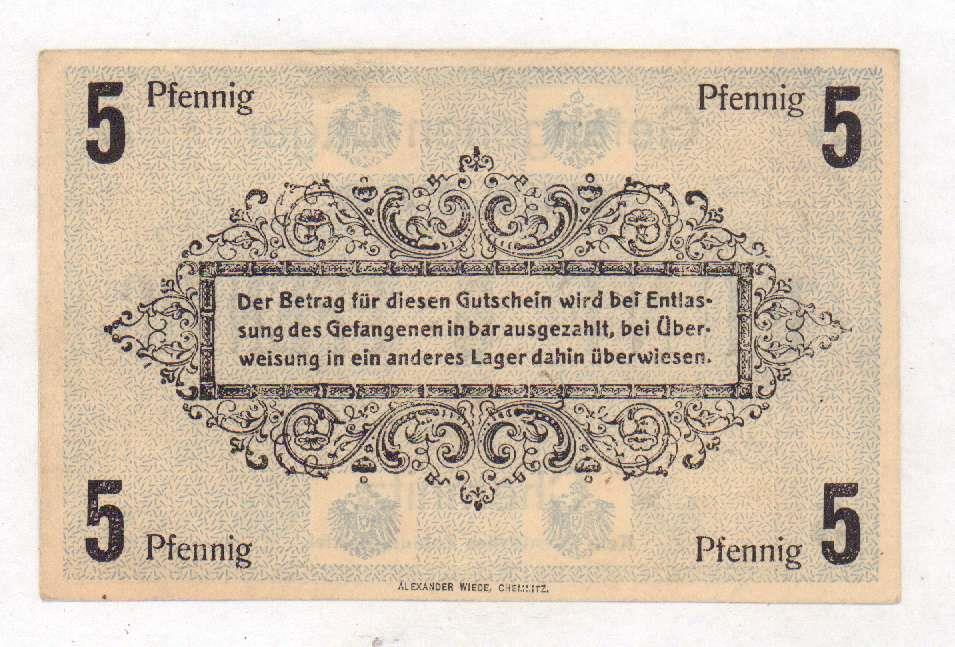 5 Pfennig Pfennig 5
Der Betrag für diesen Gutschein wird bei Entlas-
sung des Gefangenen in bar ausgezahlt, bei Über-
weisung in ein anderes Lager dahin überwiesen.
5 Pfennig Pfennig 5
ALEXANDER WIEDE, CHEMNITZ.